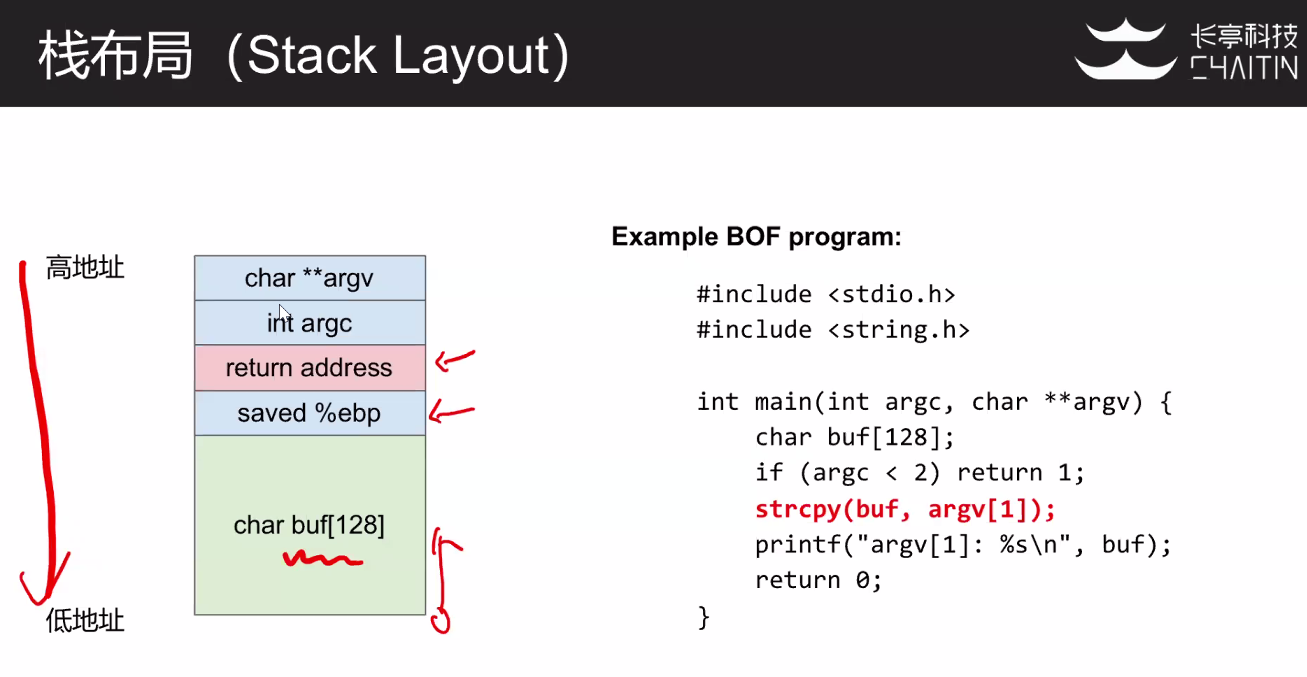 栈布局（Stack Layout）
长亭科技
CHAITIN
Example BOF program:
高地址
char **argv
int argc
return address
saved %ebp
char buf[128]
低地址
#include <stdio.h>
#include <string.h>
int main(int argc, char **argv) {
char buf[128];
if (argc < 2) return 1;
strcpy(buf, argv[1]);
printf("argv[1]: %s\n", buf);
return 0;
}